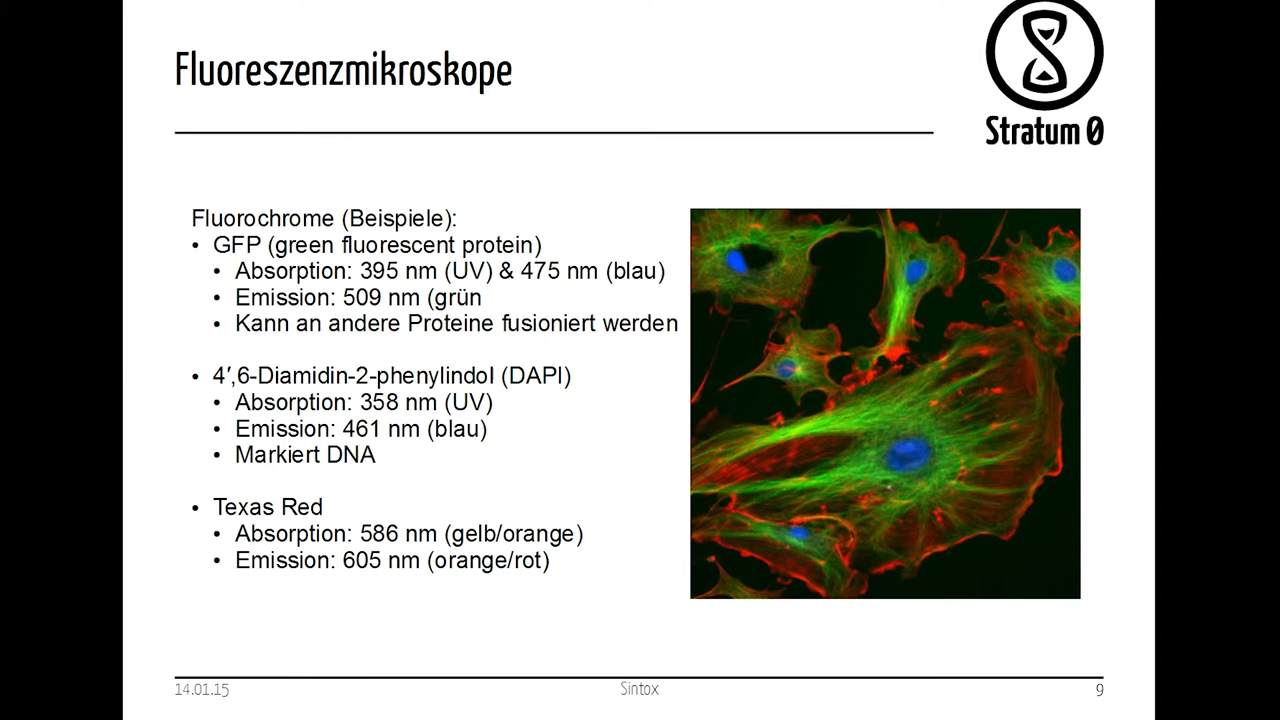 Fluoreszenzmikroskope
Stratum 0
Fluorochrome (Beispiele):
• GFP (green fluorescent protein)
• Absorption: 395 nm (UV) & 475 nm (blau)
• Emission: 509 nm (grün
• Kann an andere Proteine fusioniert werden
• 4′,6-Diamidin-2-phenylindol (DAPI)
• Absorption: 358 nm (UV)
• Emission: 461 nm (blau)
• Markiert DNA
• Texas Red
• Absorption: 586 nm (gelb/orange)
• Emission: 605 nm (orange/rot)
14.01.15
Sintox
9